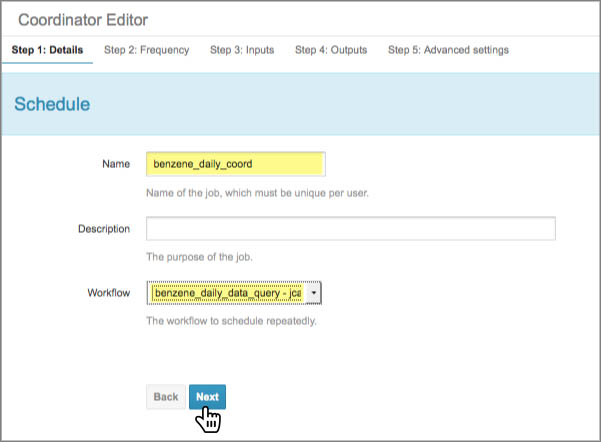 Coordinator Editor
Step 1: Details Step 2: Frequency Step 3: Inputs Step 4: Outputs Step 5: Advanced settings
Schedule
Name benzene_daily_coord
Name of the job, which must be unique per user.
Description
The purpose of the job.
Workflow benzene_daily_data_query - jca
The workflow to schedule repeatedly.
Back Next